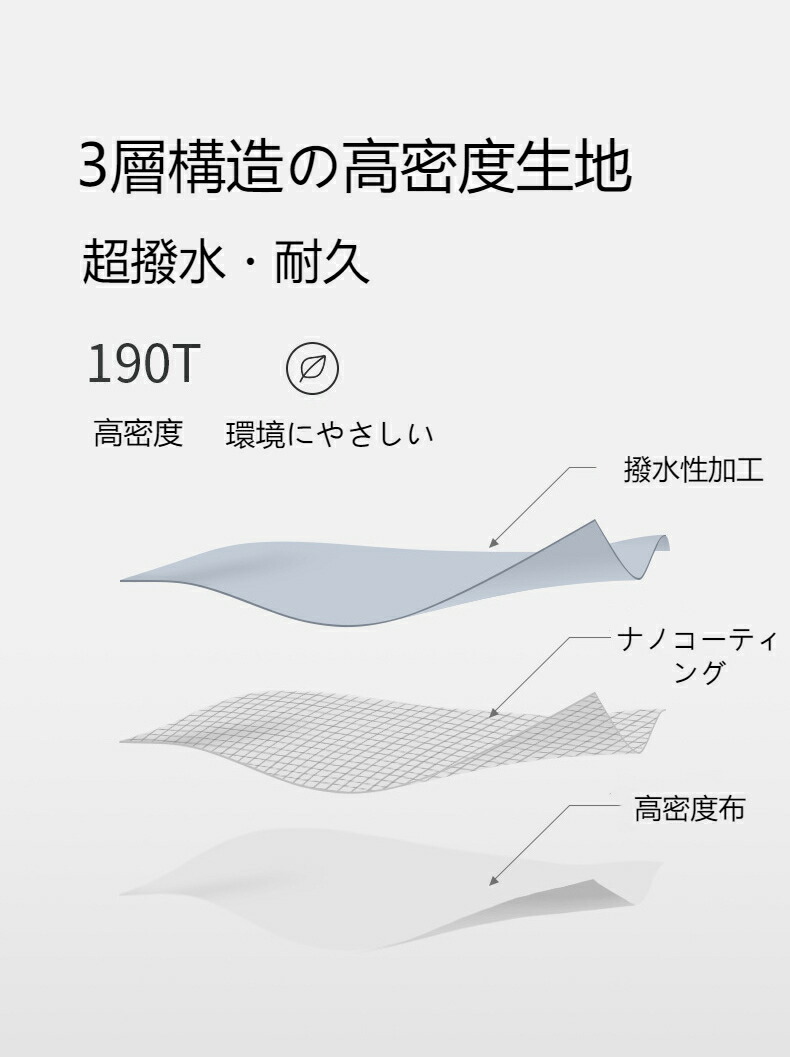 3層構造の高密度生地
超撥水・耐久
190T
高密度
環境にやさしい
撥水性加工
ナノコーティ
ング
高密度布